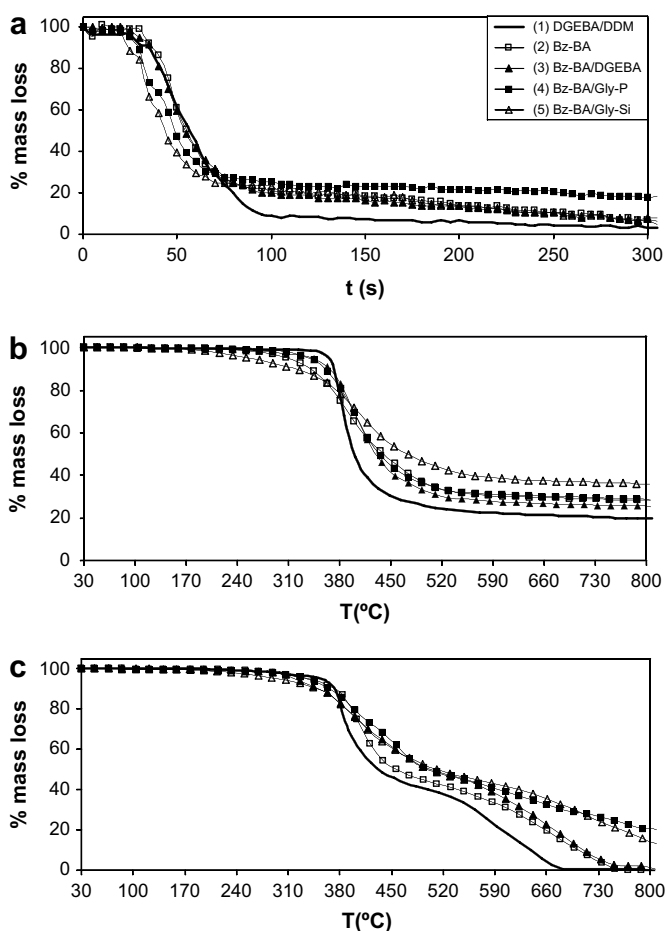 a
100
80
60
40
20
0
% mass loss
(1) DGEBA/DDM
(2) Bz-BA
(3) Bz-BA/DGEBA
(4) Bz-BA/Gly-P
(5) Bz-BA/Gly-Si
0 50 100 150 200 250 300
t (s)
b
100
80
60
40
20
0
% mass loss
30 100 170 240 310 380 450 520 590 660 730 800
T(ºC)
c
100
80
60
40
20
0
% mass loss
30 100 170 240 310 380 450 520 590 660 730 800
T(ºC)